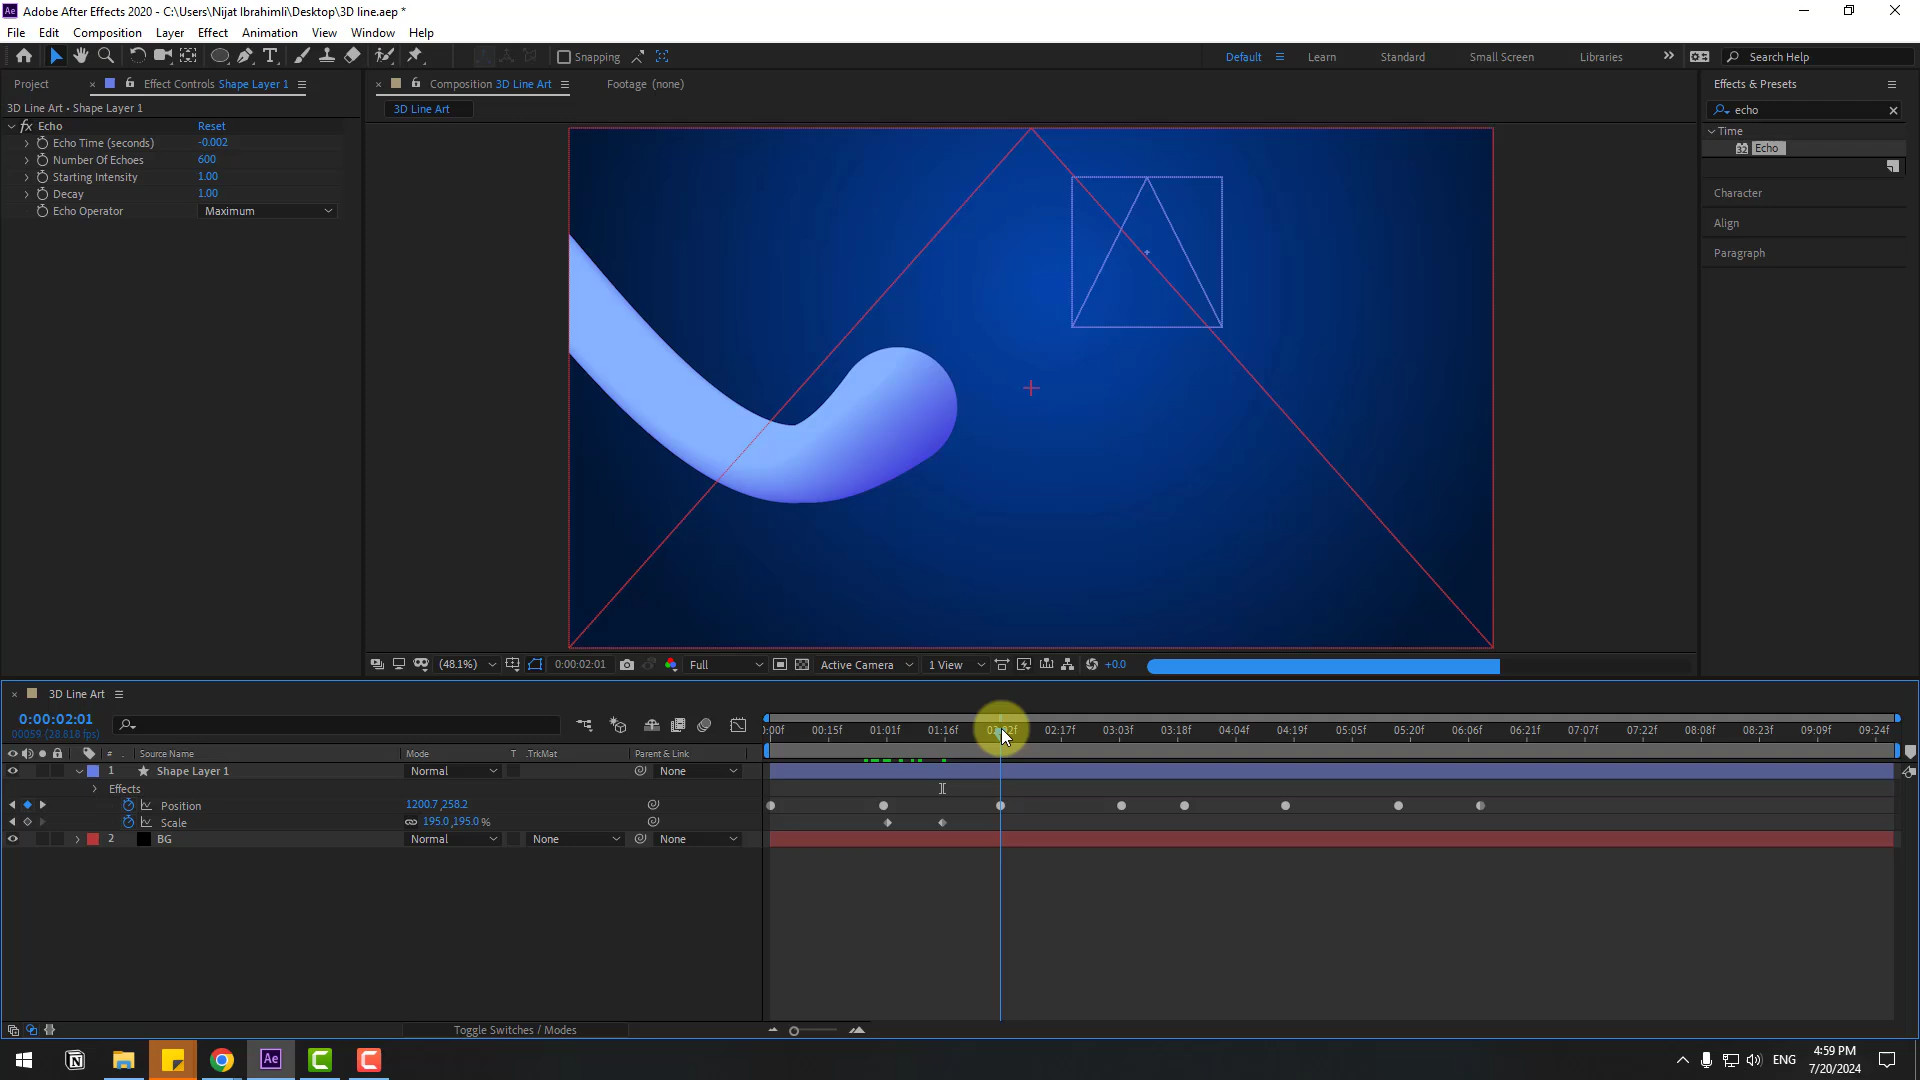 Adobe After Effects 2020 - C:\Users\Nijat Ibrahimli\Desktop\3D line.aep *
File Edit Composition Layer Effect Animation View Window Help
Snapping Default Learn Standard Small Screen Libraries Search Help
Project Effect Controls Shape Layer 1 Composition 3D Line Art Footage (none) Effects & Presets
3D Line Art • Shape Layer 1
3D Line Art
echo
fx Echo Reset
Time
Echo Time (seconds) -0.002
Echo
Number Of Echoes 600
Starting Intensity 1.00
Decay 1.00
Character
Echo Operator Maximum
Align
Paragraph
(48.1%) 0:00:02:01 Full Active Camera 1 View +0.0
3D Line Art
0:00:02:01
00059 (28.818 fps)
:00f 00:15f 01:01f 01:16f 02:17f 03:03f 03:18f 04:04f 04:19f 05:05f 05:20f 06:06f 06:21f 07:07f 07:22f 08:08f 08:23f 09:09f 09:24f
# Source Name Mode T .TrkMat Parent & Link
1 Shape Layer 1 Normal None
Effects
Position 1200.7,258.2
Scale 195.0,195.0 %
2 BG Normal None None
Toggle Switches / Modes
Ae ENG 4:59 PM
7/20/2024